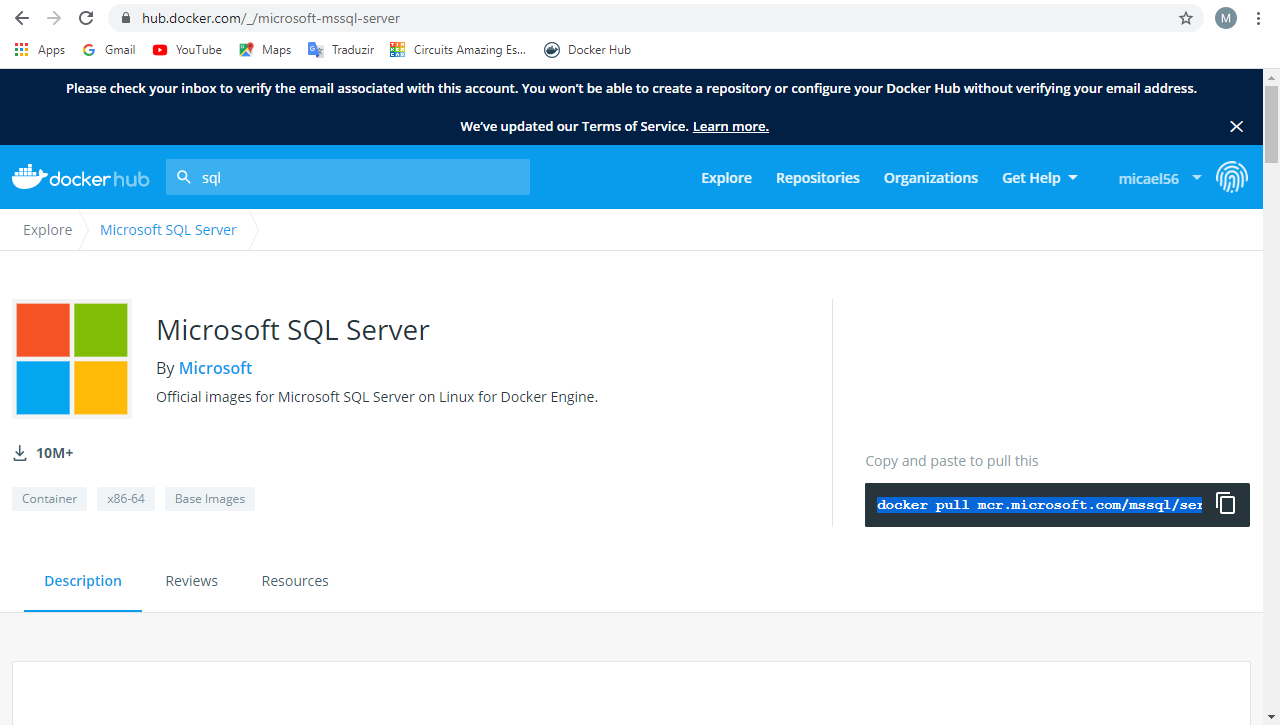 hub.docker.com/_/microsoft-mssql-server
M
Apps
Gmail
YouTube
Maps
Traduzir
Circuits Amazing Es...
Docker Hub
Please check your inbox to verify the email associated with this account. You won't be able to create a repository or configure your Docker Hub without verifying your email address.
We've updated our Terms of Service. Learn more.
docker hub
sql
Explore
Repositories
Organizations
Get Help
micael56
Explore
Microsoft SQL Server
Microsoft SQL Server
By Microsoft
Official images for Microsoft SQL Server on Linux for Docker Engine.
10M+
Container
x86-64
Base Images
Copy and paste to pull this
docker pull mcr.microsoft.com/mssql/ser
Description
Reviews
Resources